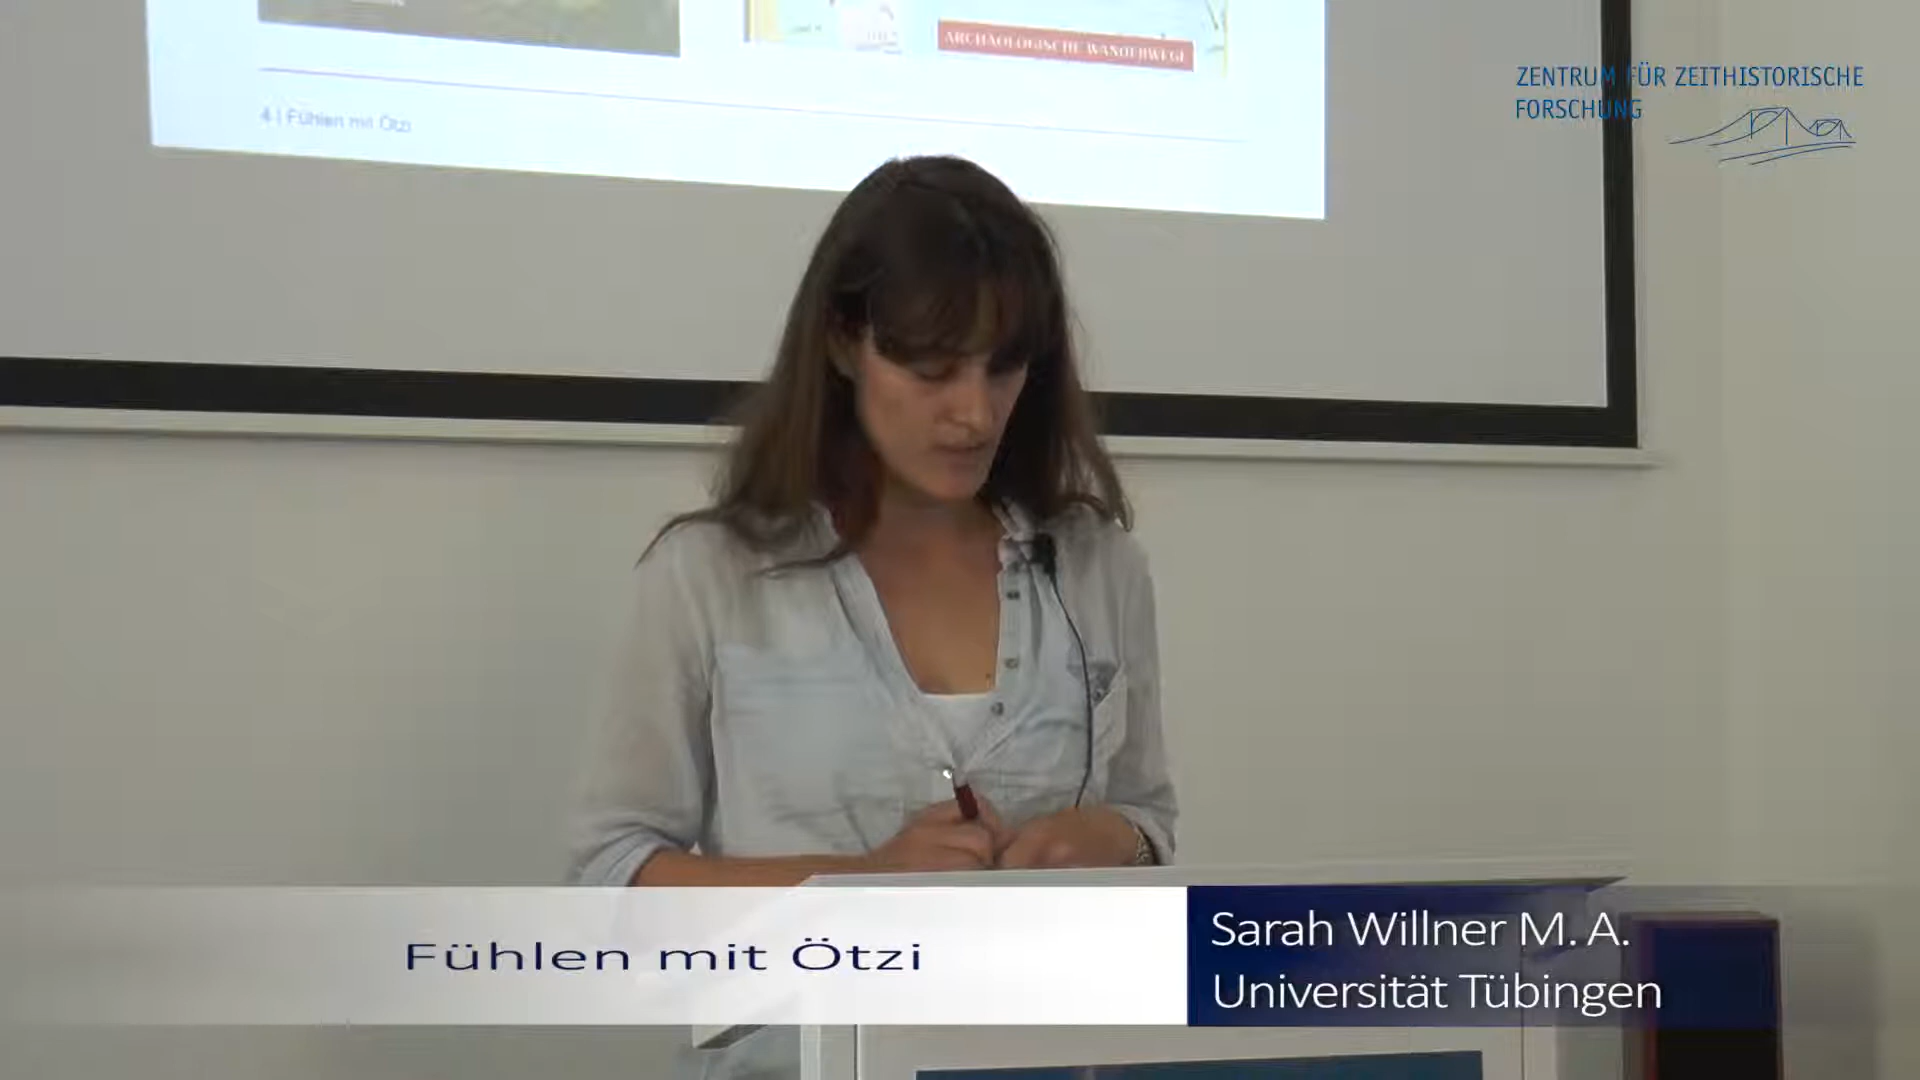 ARCHÄOLOGISCHE WANDERWEGE
ZENTRUM FÜR ZEITHISTORISCHE
FORSCHUNG
4 | Fühlen mit Ötzi
Fühlen mit Ötzi
Sarah Willner M. A.
Universität Tübingen